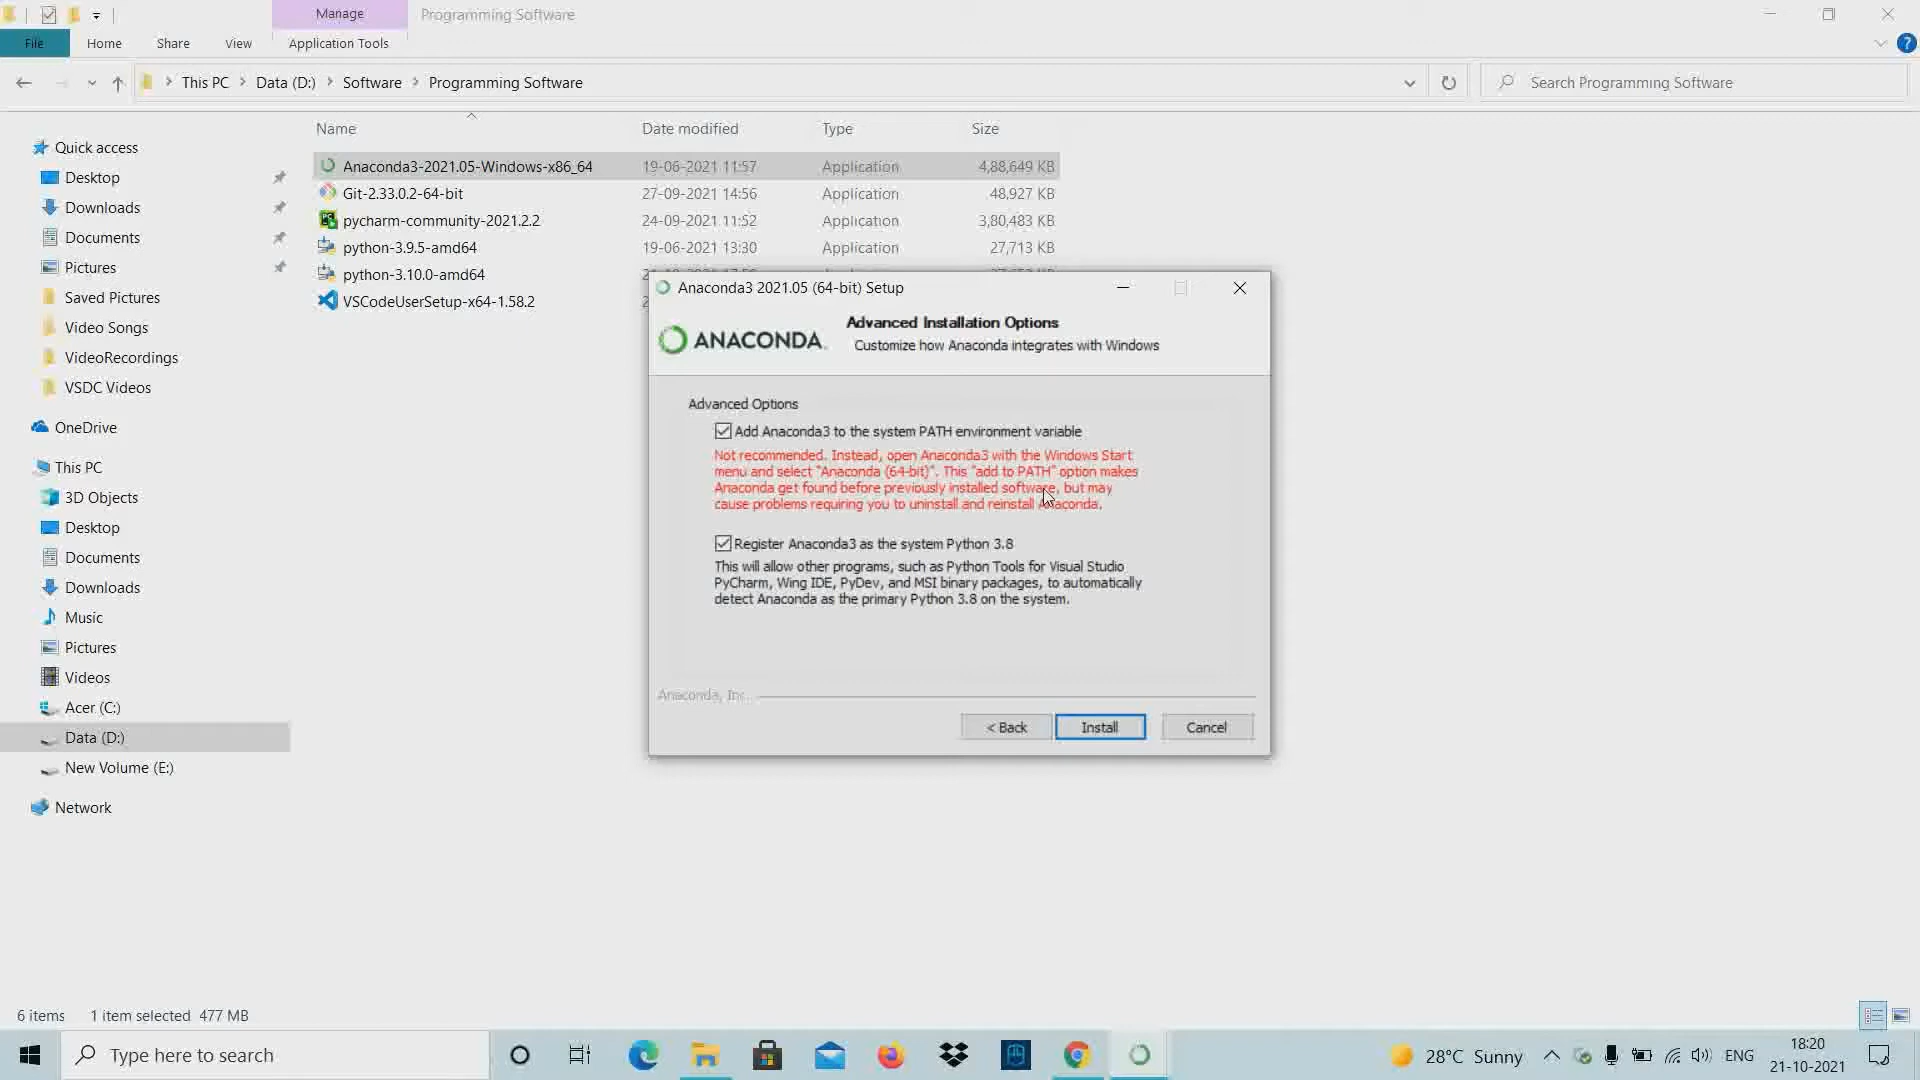 Manage
Programming Software
File
Home
Share
View
Application Tools
This PC
Data (D:)
Software
Programming Software
Search Programming Software
Name
Date modified
Type
Size
Quick access
Desktop
Downloads
Documents
Pictures
Saved Pictures
Video Songs
VideoRecordings
VSDC Videos
OneDrive
This PC
3D Objects
Desktop
Documents
Downloads
Music
Pictures
Videos
Acer (C:)
Data (D:)
New Volume (E:)
Network
Anaconda3-2021.05-Windows-x86_64 19-06-2021 11:57 Application 4,88,649 KB
Git-2.33.0.2-64-bit 27-09-2021 14:56 Application 48,927 KB
pycharm-community-2021.2.2 24-09-2021 11:52 Application 3,80,483 KB
python-3.9.5-amd64 19-06-2021 13:30 Application 27,713 KB
python-3.10.0-amd64
VSCodeUserSetup-x64-1.58.2
Anaconda3 2021.05 (64-bit) Setup
ANACONDA.
Advanced Installation Options
Customize how Anaconda integrates with Windows
Advanced Options
Add Anaconda3 to the system PATH environment variable
Not recommended. Instead, open Anaconda3 with the Windows Start
menu and select "Anaconda (64-bit)". This "add to PATH" option makes
Anaconda get found before previously installed software, but may
cause problems requiring you to uninstall and reinstall Anaconda.
Register Anaconda3 as the system Python 3.8
This will allow other programs, such as Python Tools for Visual Studio
PyCharm, Wing IDE, PyDev, and MSI binary packages, to automatically
detect Anaconda as the primary Python 3.8 on the system.
Anaconda, Inc.
< Back
Install
Cancel
6 items
1 item selected 477 MB
Type here to search
28°C Sunny
ENG
18:20
21-10-2021